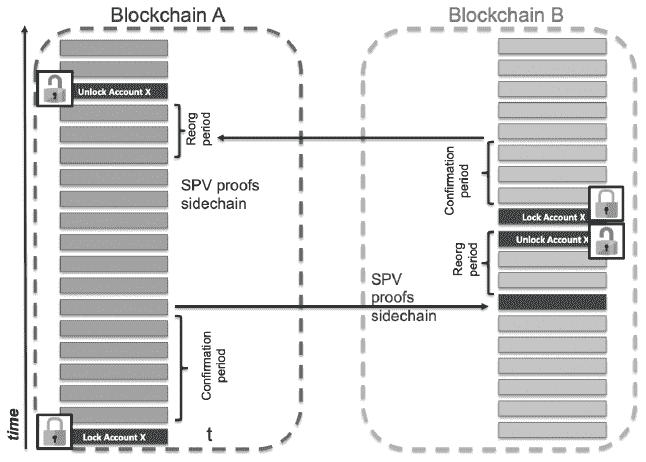 Blockchain A
Blockchain B
Unlock Account X
Reorg
period
SPV proofs
sidechain
Confirmation
period
Lock Account X
Unlock Account X
Reorg
period
SPV
proofs
sidechain
Confirmation
period
Lock Account X
t
time